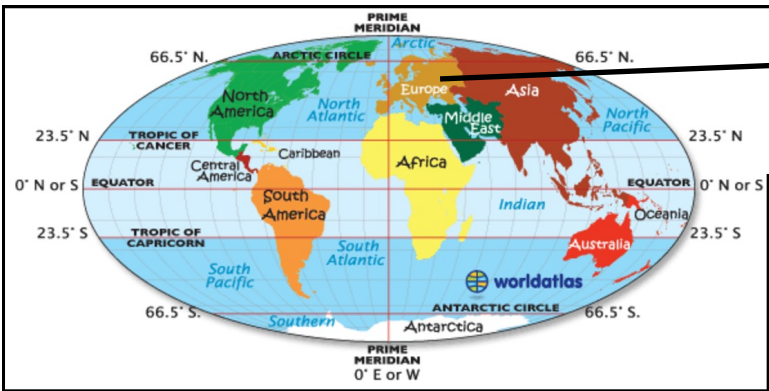 PRIME
MERIDIAN
Arctic
66.5° N.
ARCTIC CIRCLE
66.5° N.
North
America
North
Atlantic
Europe
Asia
Middle
East
North
Pacific
23.5° N
TROPIC OF
CANCER
23.5° N
Caribbean
Central
America
Africa
0° N or S
EQUATOR
EQUATOR
0° N or S
South
America
Indian
Oceania
23.5° S
TROPIC OF
CAPRICORN
South
Atlantic
Australia
23.5° S
South
Pacific
worldatlas
66.5° S.
Southern
ANTARCTIC CIRCLE
66.5° S.
Antarctica
PRIME
MERIDIAN
0° E or W